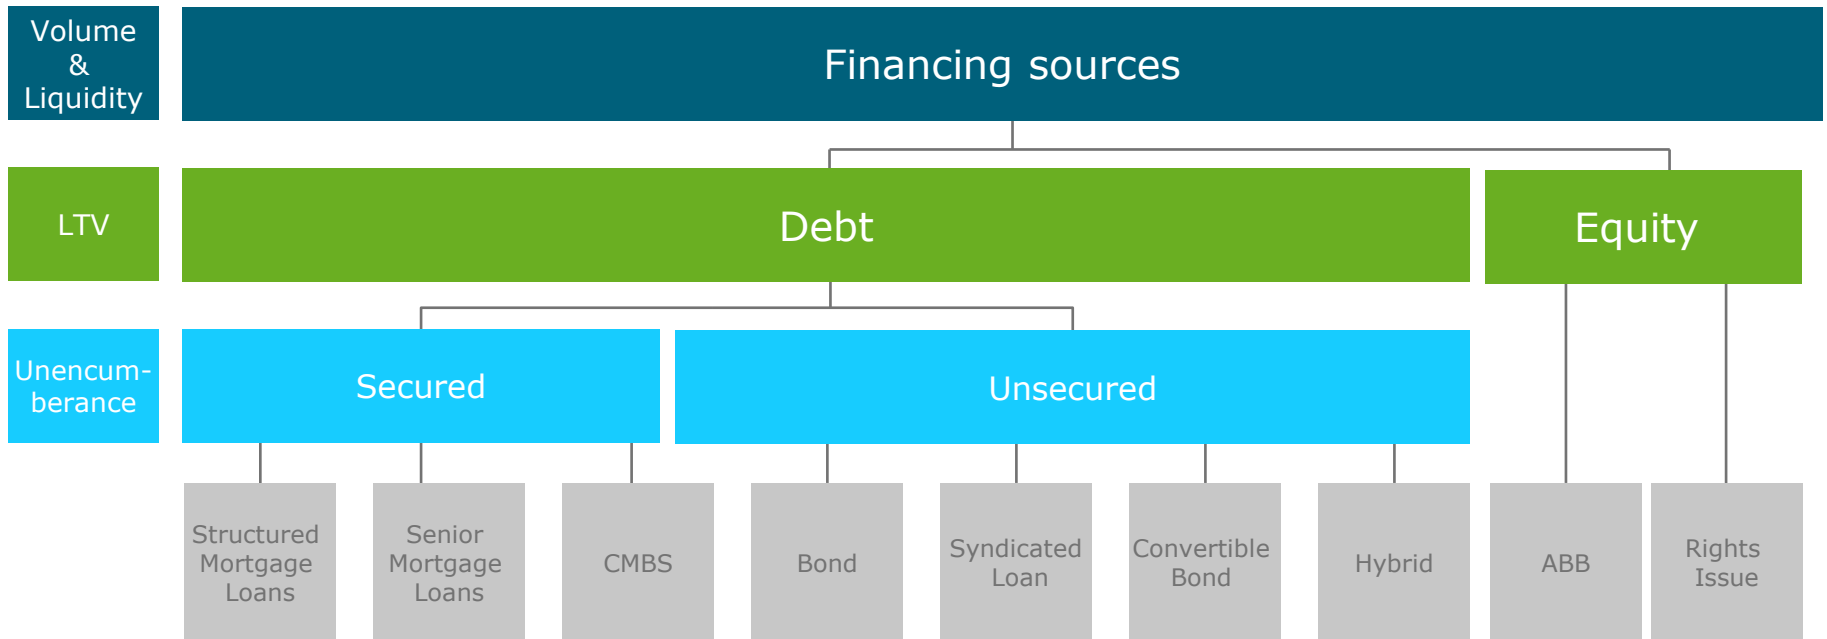 Volume
&
Liquidity
Financing sources
LTV
Debt
Equity
Unencum-
berance
Secured
Unsecured
Structured
Mortgage
Loans
Senior
Mortgage
Loans
CMBS
Bond
Syndicated
Loan
Convertible
Bond
Hybrid
ABB
Rights
Issue